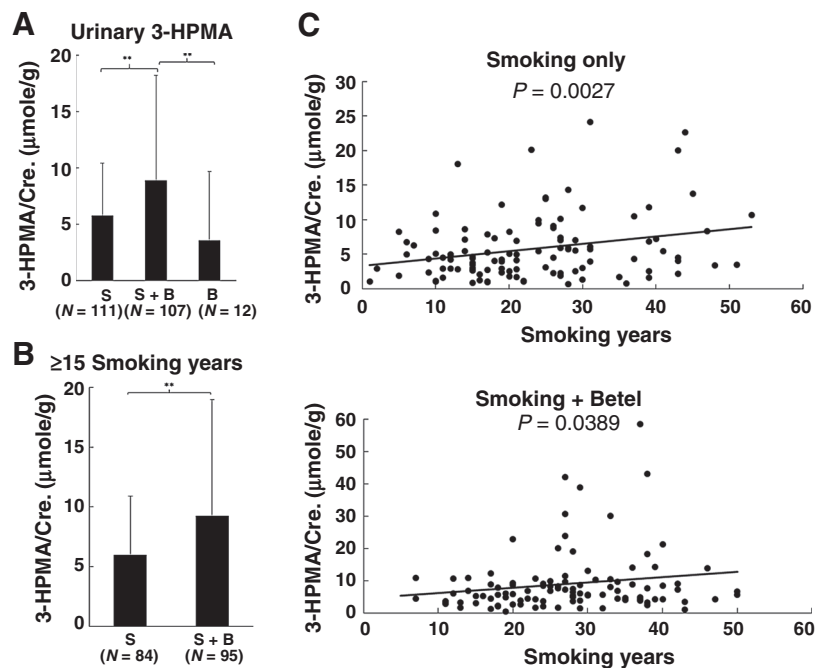 A
Urinary 3-HPMA
3-HPMA/Cre. (μmole/g)
20
15
10
5
0
**
**
S
S + B
B
(N = 111)
(N = 107)
(N = 12)
B
≥15 Smoking years
3-HPMA/Cre. (μmole/g)
20
15
10
5
0
**
S
S + B
(N = 84)
(N = 95)
C
Smoking only
P = 0.0027
3-HPMA/Cre. (μmole/g)
30
25
20
15
10
5
0
0 10 20 30 40 50 60
Smoking years
Smoking + Betel
P = 0.0389
3-HPMA/Cre. (μmole/g)
60
50
40
30
20
10
0
0 10 20 30 40 50 60
Smoking years